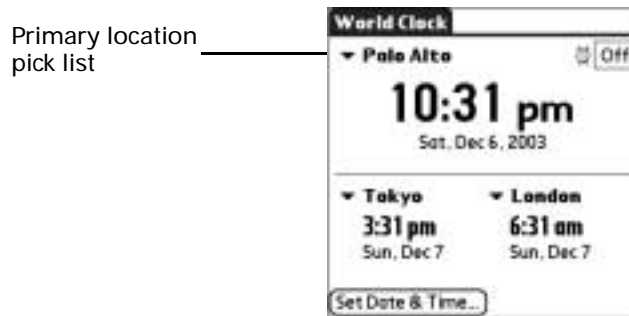 Primary location
pick list
World Clock
Palo Alto
Off
10:31 pm
Sat, Dec 6, 2003
Tokyo
London
3:31 pm
6:31 am
Sun, Dec 7
Sun, Dec 7
Set Date & Time...